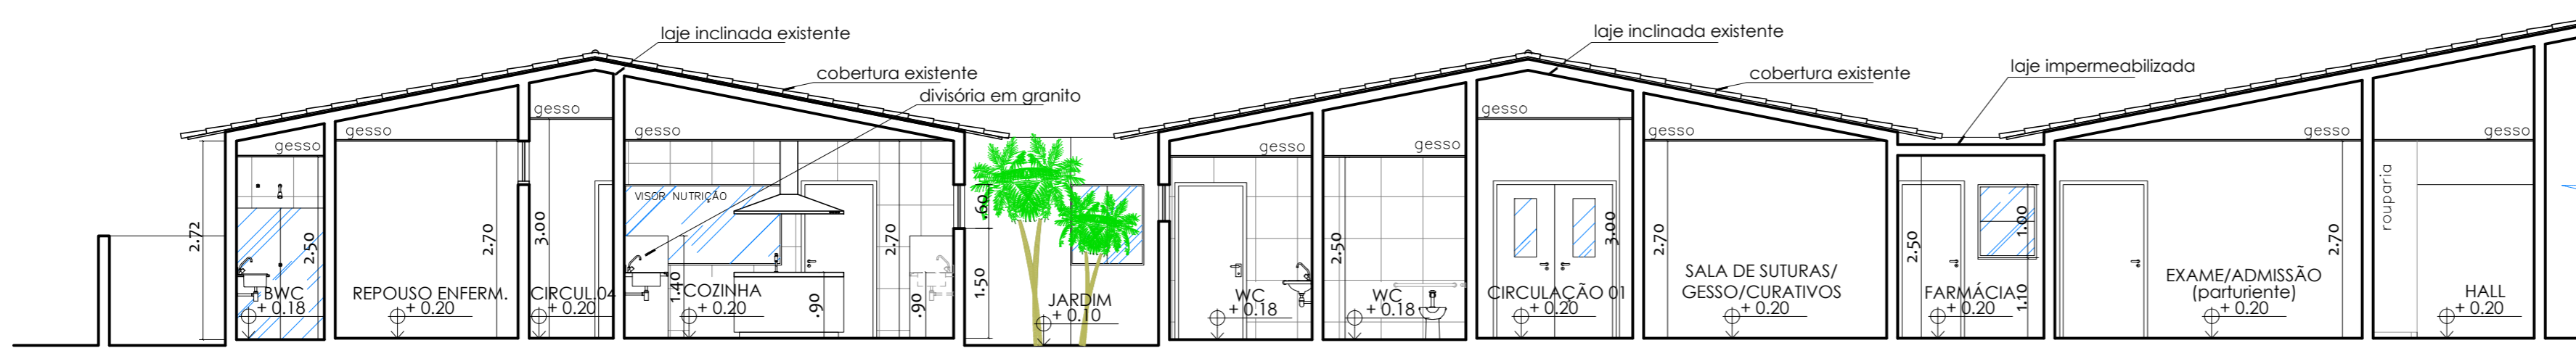 laje inclinada existente
cobertura existente
divisória em granito
laje inclinada existente
cobertura existente
laje impermeabilizada
gesso
gesso
gesso
gesso
gesso
gesso
gesso
gesso
gesso
gesso
2.72
2.50
2.70
3.00
VISOR NUTRIÇÃO
1.40
.90
2.70
.90
.60
1.50
2.50
3.00
2.70
2.50
1.00
1.10
2.70
rouparia
BWC
+ 0.18
REPOUSO ENFERM.
+ 0.20
CIRCUL.04
+ 0.20
COZINHA
+ 0.20
JARDIM
+ 0.10
WC
+ 0.18
WC
+ 0.18
CIRCULAÇÃO 01
+ 0.20
SALA DE SUTURAS/
GESSO/CURATIVOS
+ 0.20
FARMÁCIA
+ 0.20
EXAME/ADMISSÃO
(parturiente)
+ 0.20
HALL
+ 0.20